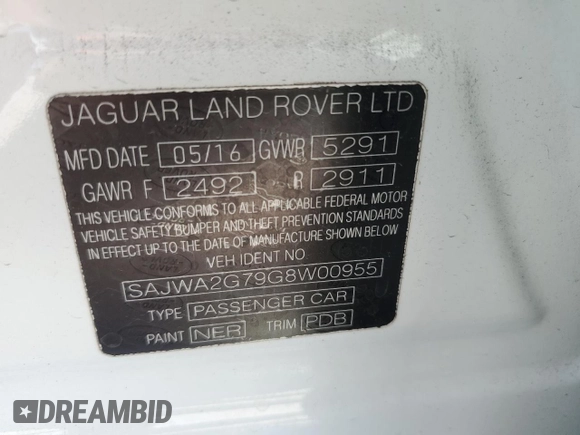 JAGUAR LAND ROVER LTD
MFD DATE 05/16 GVWR 5291
GAWR F 2492 R 2911
THIS VEHICLE CONFORMS TO ALL APPLICABLE FEDERAL MOTOR
VEHICLE SAFETY BUMPER AND THEFT PREVENTION STANDARDS
IN EFFECT UP TO THE DATE OF MANUFACTURE SHOWN BELOW
VEH IDENT NO
SAJWA2G79G8W00955
TYPE PASSENGER CAR
PAINT NER TRIM PDB
DREAMBID